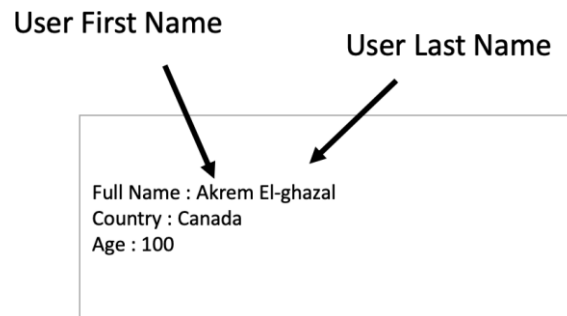 User First Name
User Last Name
Full Name : Akrem El-ghazal
Country : Canada
Age : 100